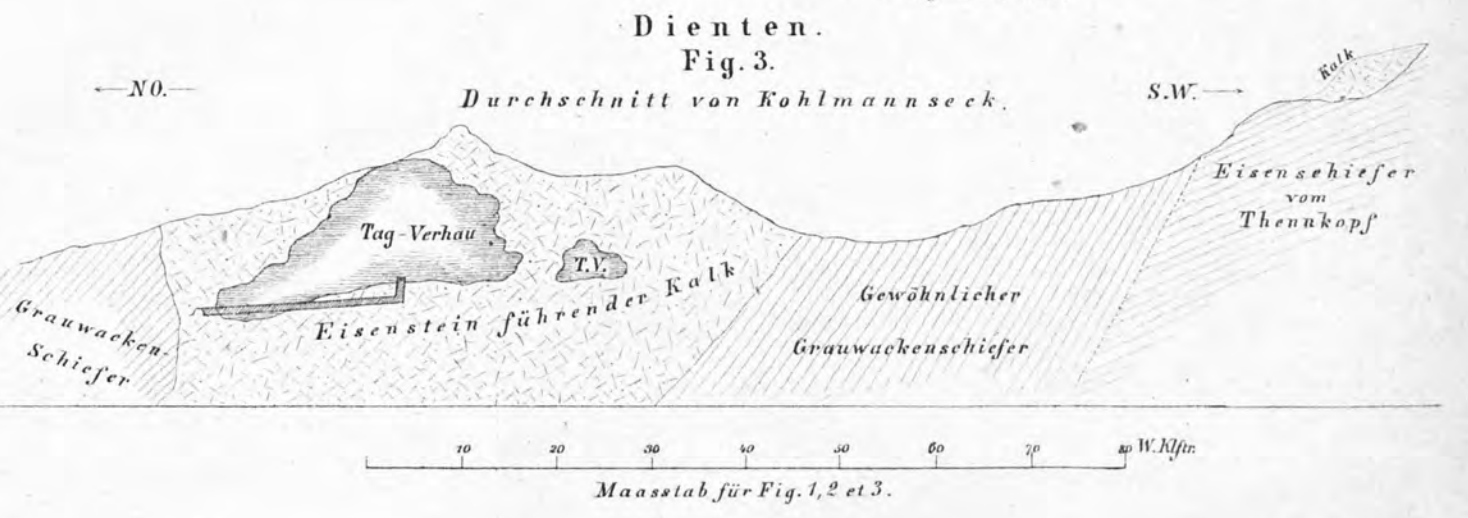 Dienten.
Fig. 3.
←NO.—
Durchschnitt von Kohlmannseck.
S.W.→
Kalk
Eisenschiefer
vom
Thennkopf
Tag-Verhau
T.V.
Grauwacken-
Schiefer
Eisenstein führender Kalk
Gewöhnlicher
Grauwackenschiefer
10 20 30 40 50 60 70 80 W. Klftr.
Maasstab für Fig. 1, 2 et 3.